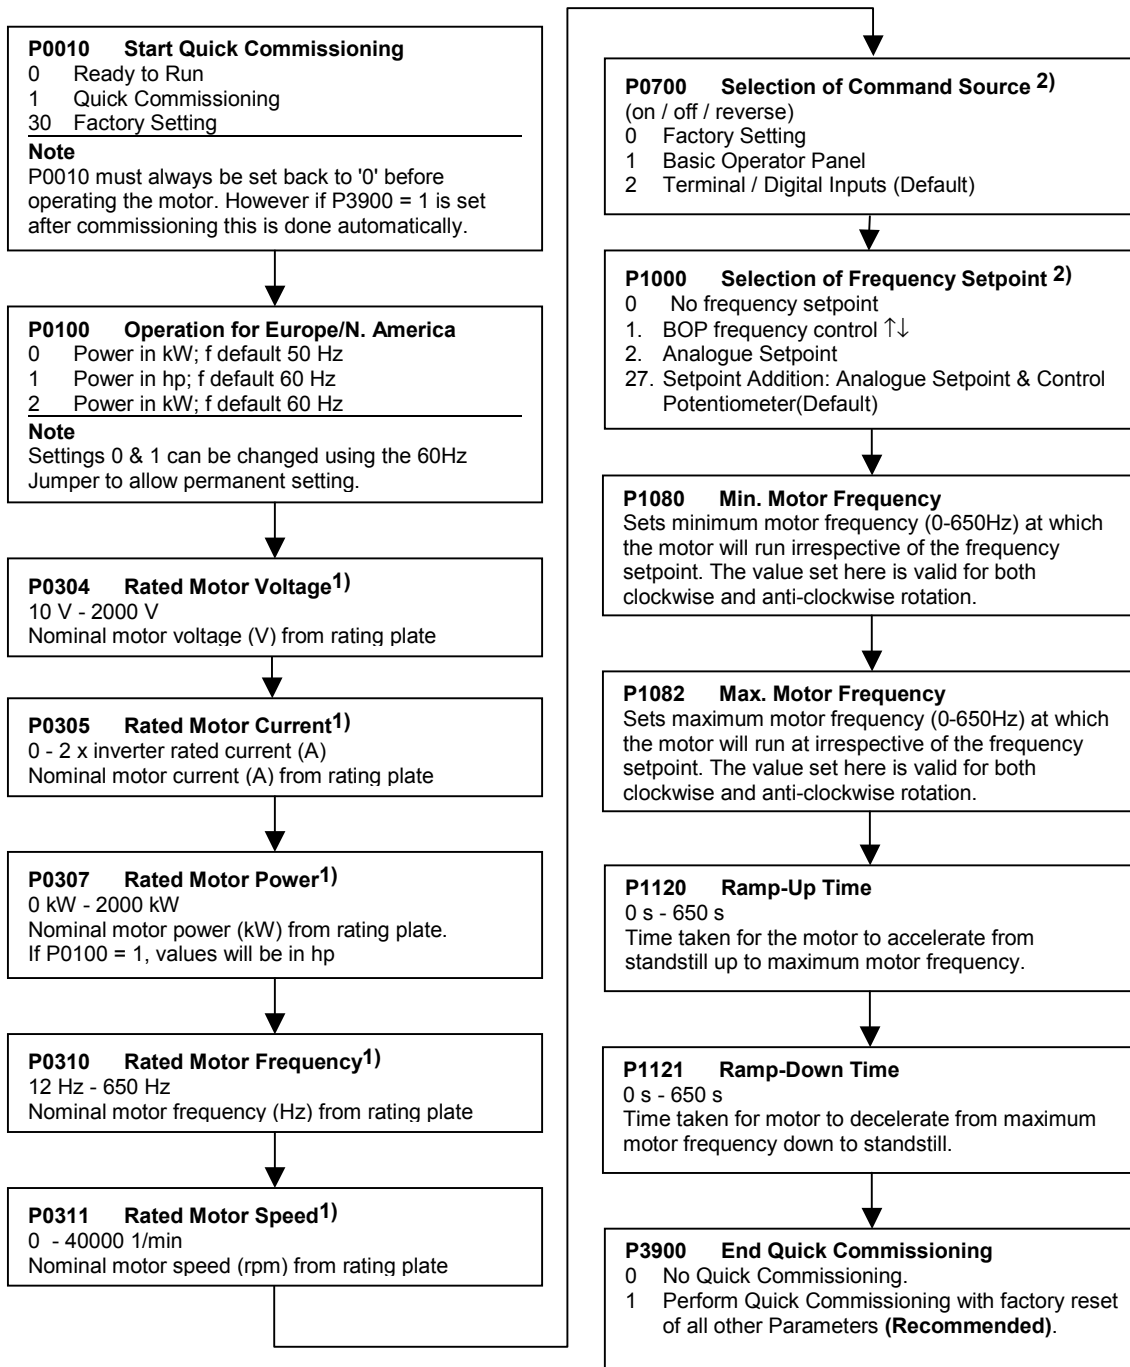 P0010 Start Quick Commissioning
0 Ready to Run
1 Quick Commissioning
30 Factory Setting
Note
P0010 must always be set back to '0' before
operating the motor. However if P3900 = 1 is set
after commissioning this is done automatically.
P0100 Operation for Europe/N. America
0 Power in kW; f default 50 Hz
1 Power in hp; f default 60 Hz
2 Power in kW; f default 60 Hz
Note
Settings 0 & 1 can be changed using the 60Hz
Jumper to allow permanent setting.
P0304 Rated Motor Voltage1)
10 V - 2000 V
Nominal motor voltage (V) from rating plate
P0305 Rated Motor Current1)
0 - 2 x inverter rated current (A)
Nominal motor current (A) from rating plate
P0307 Rated Motor Power1)
0 kW - 2000 kW
Nominal motor power (kW) from rating plate.
If P0100 = 1, values will be in hp
P0310 Rated Motor Frequency1)
12 Hz - 650 Hz
Nominal motor frequency (Hz) from rating plate
P0311 Rated Motor Speed1)
0 - 40000 1/min
Nominal motor speed (rpm) from rating plate
P0700 Selection of Command Source 2)
(on / off / reverse)
0 Factory Setting
1 Basic Operator Panel
2 Terminal / Digital Inputs (Default)
P1000 Selection of Frequency Setpoint 2)
0 No frequency setpoint
1. BOP frequency control ↑↓
2. Analogue Setpoint
27. Setpoint Addition: Analogue Setpoint & Control
Potentiometer(Default)
P1080 Min. Motor Frequency
Sets minimum motor frequency (0-650Hz) at which
the motor will run irrespective of the frequency
setpoint. The value set here is valid for both
clockwise and anti-clockwise rotation.
P1082 Max. Motor Frequency
Sets maximum motor frequency (0-650Hz) at which
the motor will run at irrespective of the frequency
setpoint. The value set here is valid for both
clockwise and anti-clockwise rotation.
P1120 Ramp-Up Time
0 s - 650 s
Time taken for the motor to accelerate from
standstill up to maximum motor frequency.
P1121 Ramp-Down Time
0 s - 650 s
Time taken for motor to decelerate from maximum
motor frequency down to standstill.
P3900 End Quick Commissioning
0 No Quick Commissioning.
1 Perform Quick Commissioning with factory reset
of all other Parameters (Recommended).